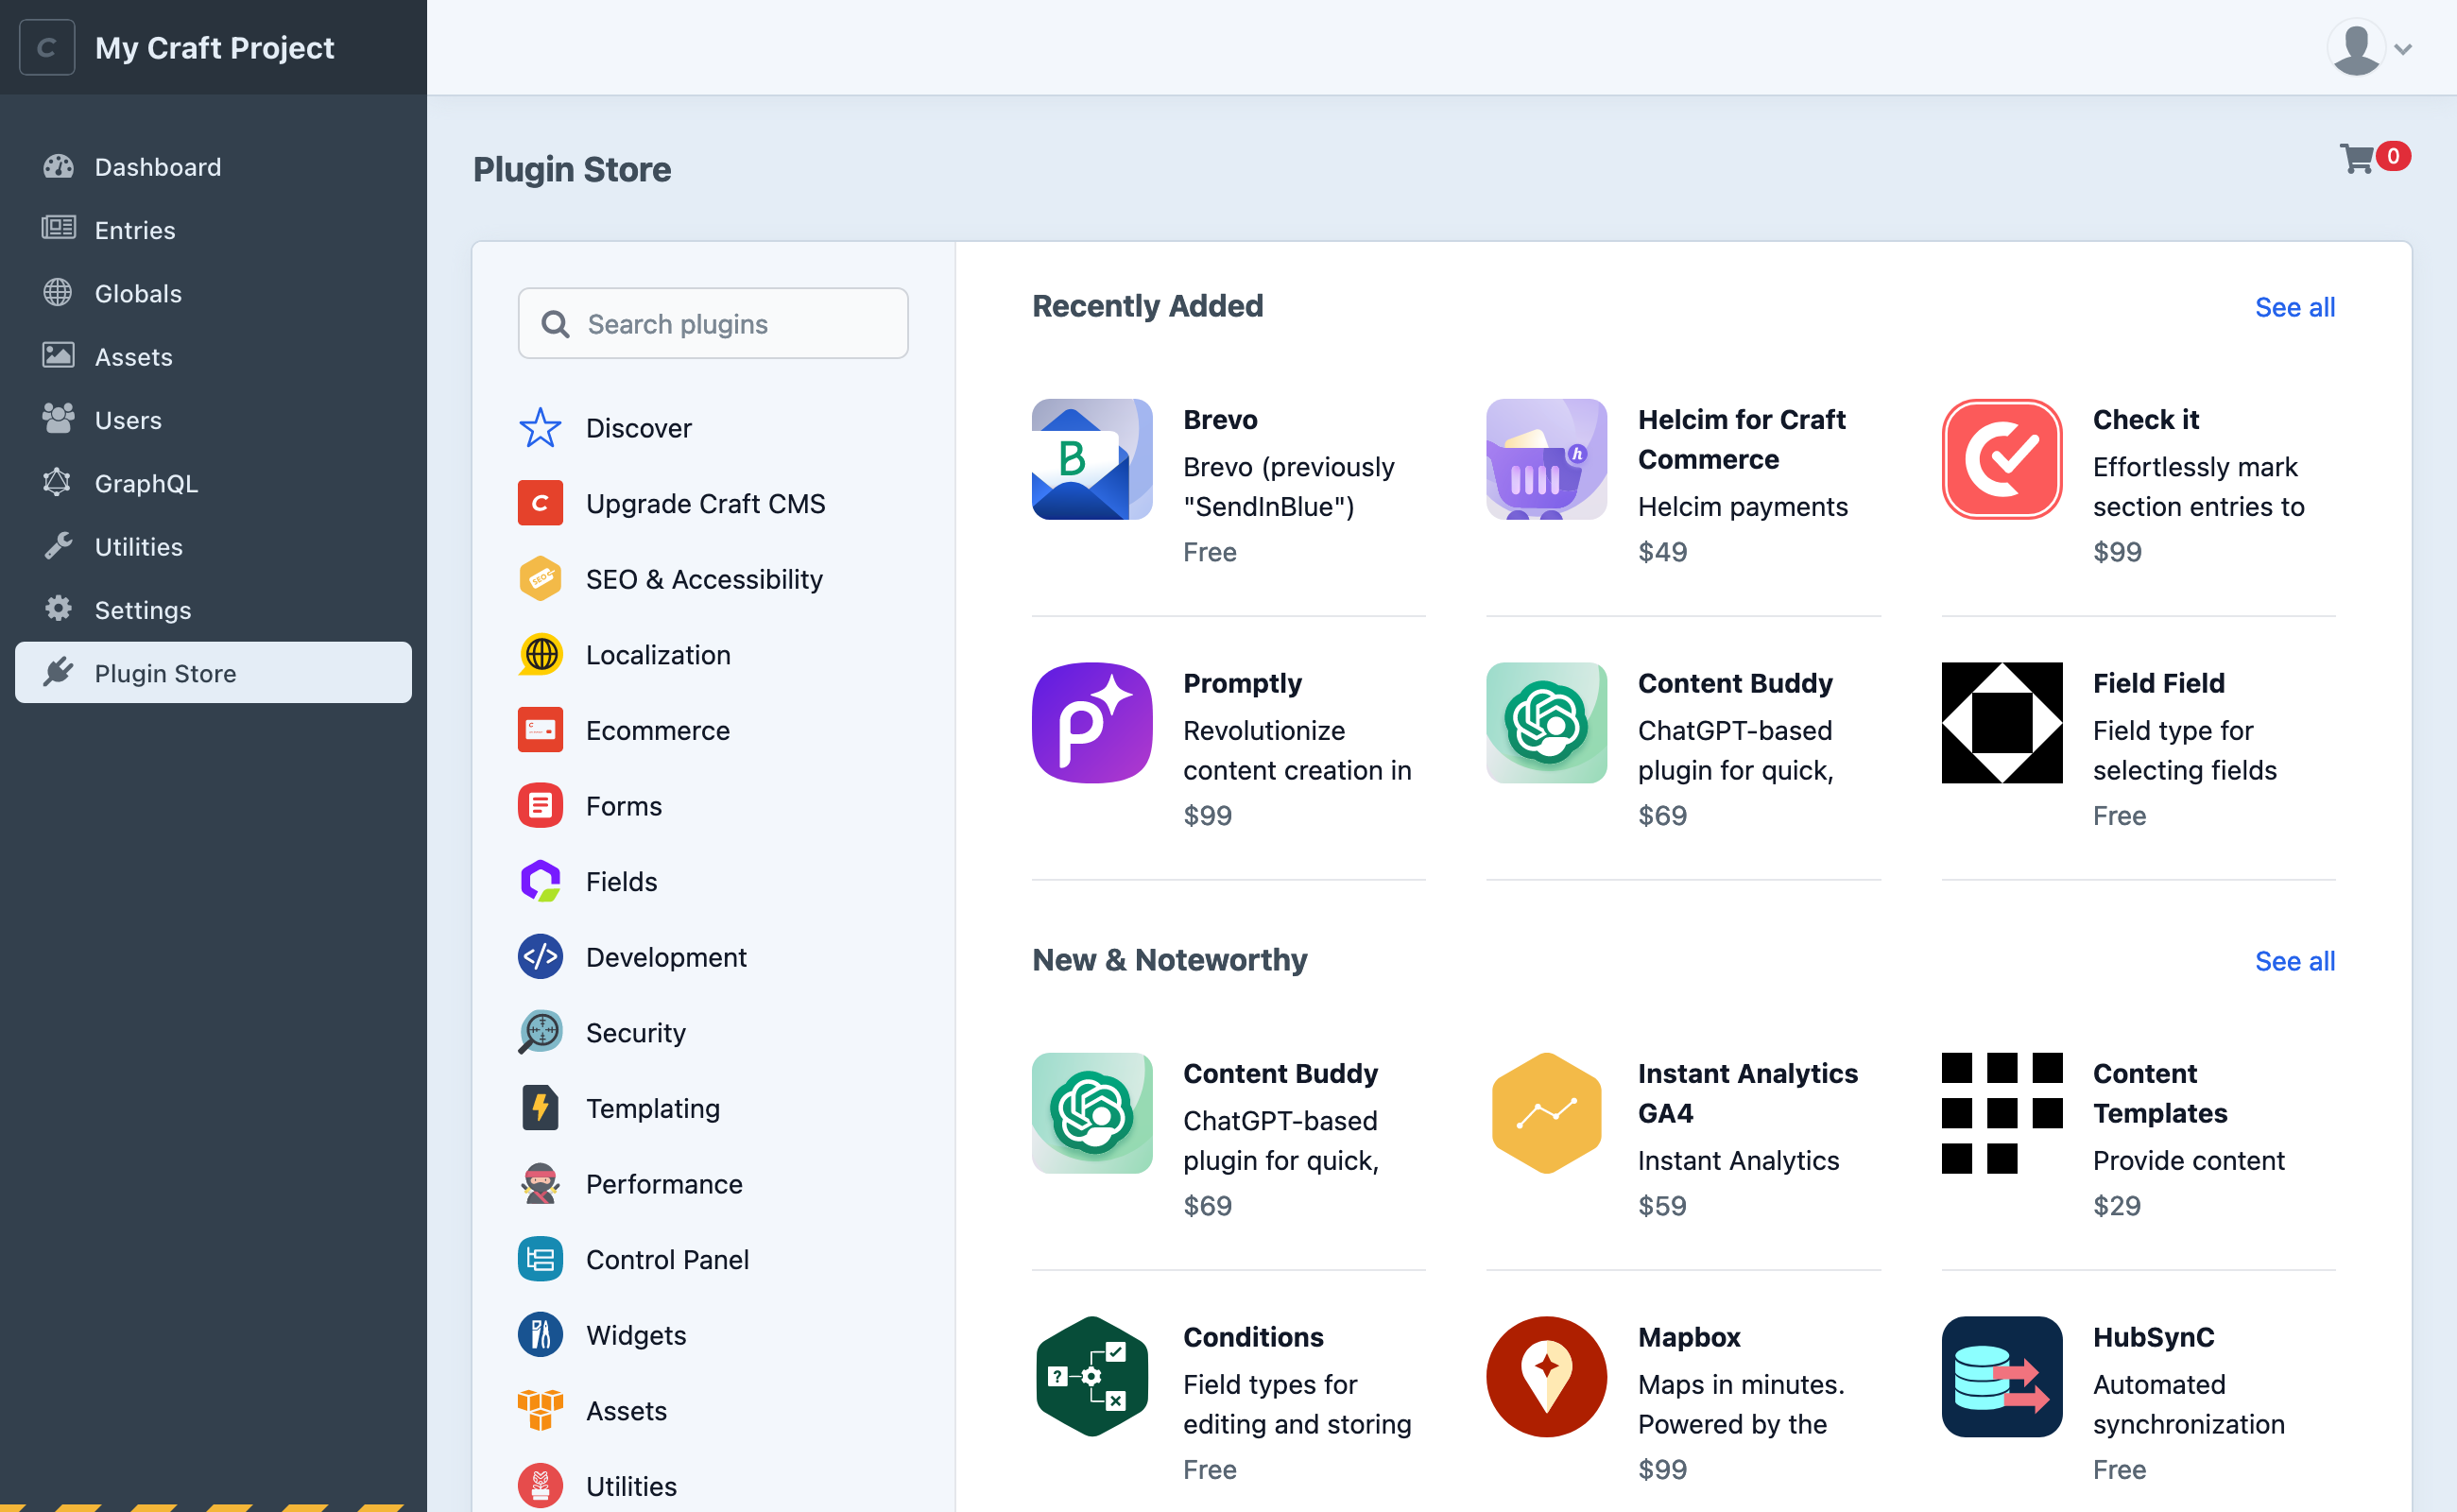 My Craft Project
Dashboard
Entries
Globals
Assets
Users
GraphQL
Utilities
Settings
Plugin Store
Plugin Store
0
Search plugins
Discover
Upgrade Craft CMS
SEO & Accessibility
Localization
Ecommerce
Forms
Fields
Development
Security
Templating
Performance
Control Panel
Widgets
Assets
Utilities
Recently Added
See all
Brevo
Brevo (previously
"SendInBlue")
Free
Helcim for Craft
Commerce
Helcim payments
$49
Check it
Effortlessly mark
section entries to
$99
Promptly
Revolutionize
content creation in
$99
Content Buddy
ChatGPT-based
plugin for quick,
$69
Field Field
Field type for
selecting fields
Free
New & Noteworthy
See all
Content Buddy
ChatGPT-based
plugin for quick,
$69
Instant Analytics
GA4
Instant Analytics
$59
Content
Templates
Provide content
$29
Conditions
Field types for
editing and storing
Free
Mapbox
Maps in minutes.
Powered by the
$99
HubSynC
Automated
synchronization
Free